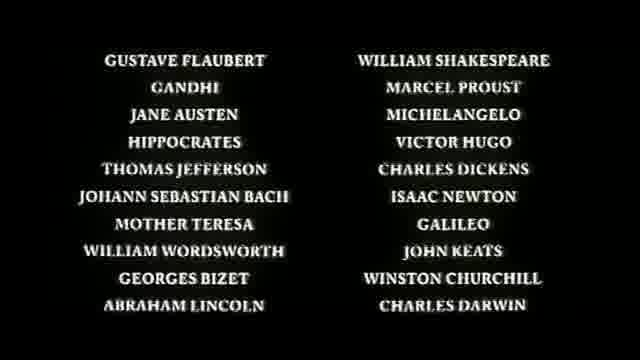 GUSTAVE FLAUBERT
GANDHI
JANE AUSTEN
HIPPOCRATES
THOMAS JEFFERSON
JOHANN SEBASTIAN BACH
MOTHER TERESA
WILLIAM WORDSWORTH
GEORGES BIZET
ABRAHAM LINCOLN
WILLIAM SHAKESPEARE
MARCEL PROUST
MICHELANGELO
VICTOR HUGO
CHARLES DICKENS
ISAAC NEWTON
GALILEO
JOHN KEATS
WINSTON CHURCHILL
CHARLES DARWIN